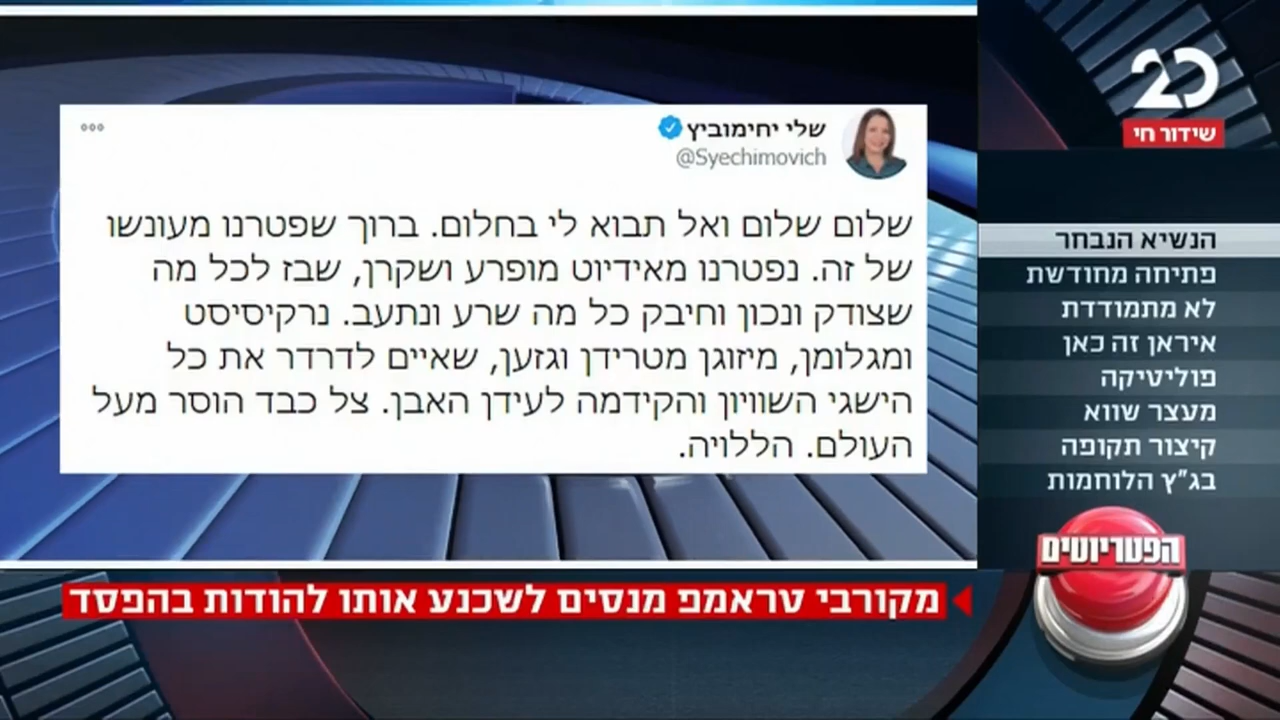 שלי יחימוביץ
@Syechimovich
שלום שלום ואל תבוא לי בחלום. ברוך שפטרנו מעונשו
של זה. נפטרנו מאידיוט מופרע ושקרן, שבז לכל מה
שצודק ונכון וחיבק כל מה שרע ונתעב. נרקיסיסט
ומגלומן, מיזוגן מטרידן וגזען, שאיים לדרדר את כל
הישגי השוויון והקידמה לעידן האבן. צל כבד הוסר מעל
העולם. הללויה.
20
שידור חי
הנשיא הנבחר
פתיחה מחודשת
לא מתמודדת
איראן זה כאן
פוליטיקה
מעצר שווא
קיצור תקופה
בג"ץ הלוחמות
הפטריוטים
מקורבי טראמפ מנסים לשכנע אותו להודות בהפסד